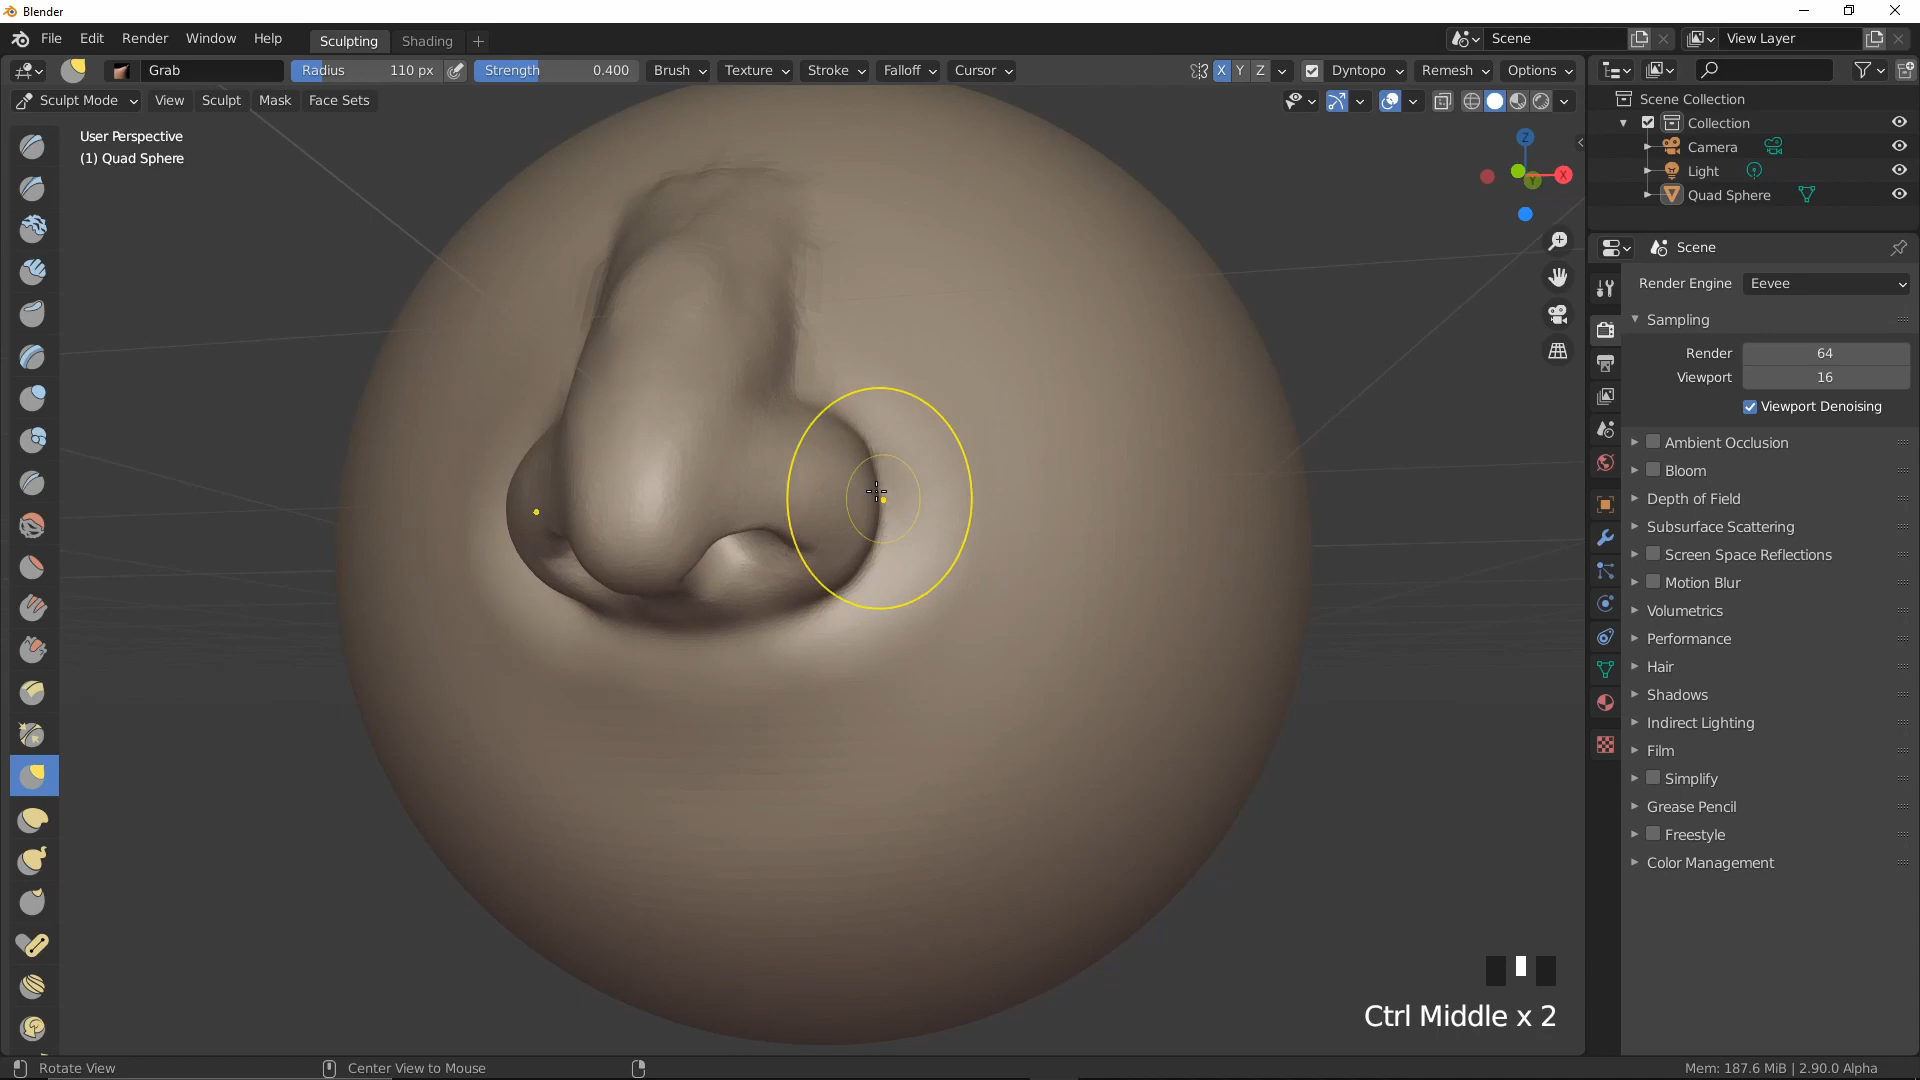 Blender
File Edit Render Window Help Sculpting Shading + Scene View Layer
Grab Radius 110 px Strength 0.400 Brush Texture Stroke Falloff Cursor X Y Z Dyntopo Remesh Options
Sculpt Mode View Sculpt Mask Face Sets
User Perspective
(1) Quad Sphere
Z
X
Y
Scene Collection
Collection
Camera
Light
Quad Sphere
Scene
Render Engine Eevee
Sampling
Render 64
Viewport 16
Viewport Denoising
Ambient Occlusion
Bloom
Depth of Field
Subsurface Scattering
Screen Space Reflections
Motion Blur
Volumetrics
Performance
Hair
Shadows
Indirect Lighting
Film
Simplify
Grease Pencil
Freestyle
Color Management
Ctrl Middle x 2
Rotate View Center View to Mouse Mem: 187.6 MiB | 2.90.0 Alpha